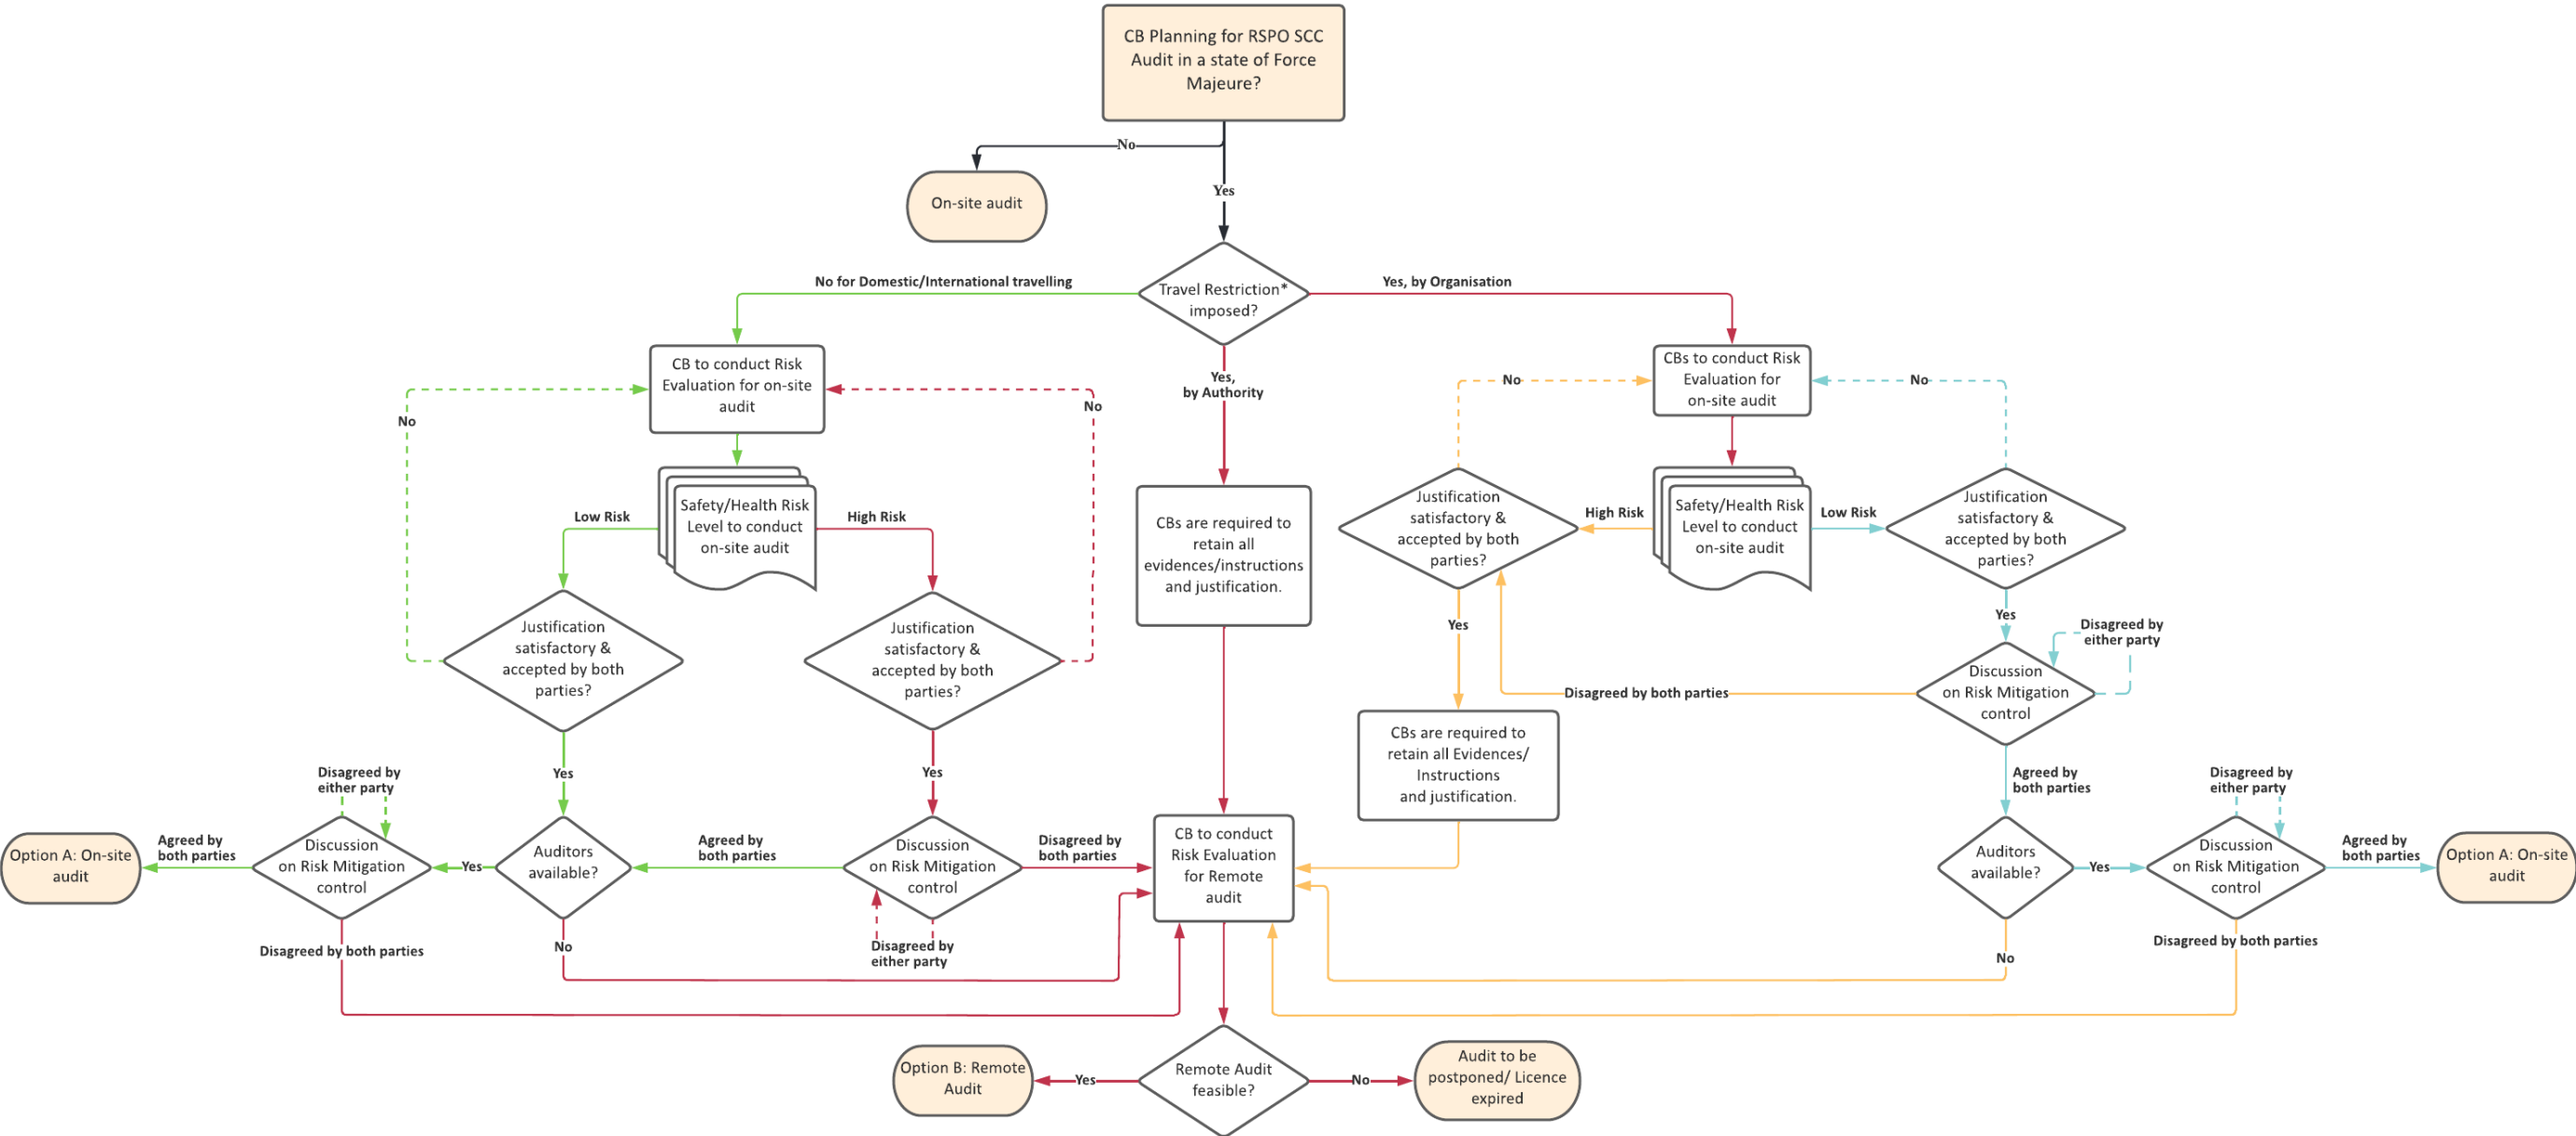 CB Planning for RSPO SCC
Audit in a state of Force
Majeure?
No
On-site audit
Yes
Travel Restriction*
imposed?
No for Domestic/International travelling
Yes, by Organisation
Yes,
by Authority
CB to conduct Risk
Evaluation for on-site
audit
No
No
Safety/Health Risk
Level to conduct
on-site audit
Low Risk
High Risk
Justification
satisfactory &
accepted by both
parties?
Justification
satisfactory &
accepted by both
parties?
Yes
Yes
Disagreed by
either party
Option A: On-site
audit
Agreed by
both parties
Discussion
on Risk Mitigation
control
Yes
Auditors
available?
Agreed by
both parties
Discussion
on Risk Mitigation
control
Disagreed by
both parties
Disagreed by both parties
No
Disagreed by
either party
CBs are required to
retain all
evidences/instructions
and justification.
CB to conduct
Risk Evaluation
for Remote
audit
CBs to conduct Risk
Evaluation for
on-site audit
No
No
Justification
satisfactory &
accepted by both
parties?
High Risk
Safety/Health Risk
Level to conduct
on-site audit
Low Risk
Justification
satisfactory &
accepted by both
parties?
Yes
Yes
Disagreed by
either party
Discussion
on Risk Mitigation
control
Disagreed by both parties
CBs are required to
retain all Evidences/
Instructions
and justification.
Agreed by
both parties
Disagreed by
either party
Auditors
available?
Yes
Discussion
on Risk Mitigation
control
Agreed by
both parties
Option A: On-site
audit
No
Disagreed by both parties
Option B: Remote
Audit
Yes
Remote Audit
feasible?
No
Audit to be
postponed/ Licence
expired